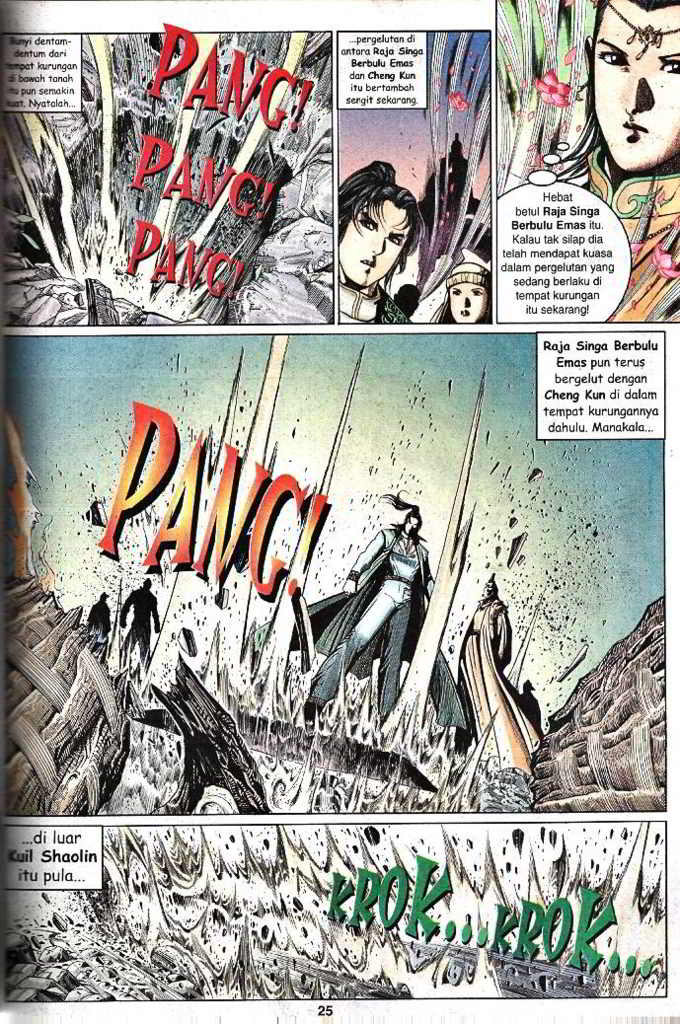 Bunyi dentam-
dentum dari
tempat kurungan
di bawah tanah
itu pun semakin
kuat. Nyatalah...
PANG!
PANG!
PANG!
...pergelutan di
antara Raja Singa
Berbulu Emas
dan Cheng Kun
itu bertambah
sengit sekarang.
Hebat
betul Raja Singa
Berbulu Emas itu.
Kalau tak silap dia
telah mendapat kuasa
dalam pergelutan yang
sedang berlaku di
tempat kurungan
itu sekarang!
Raja Singa Berbulu
Emas pun terus
bergelut dengan
Cheng Kun di dalam
tempat kurungannya
dahulu. Manakala...
PANG!
...di luar
Kuil Shaolin
itu pula...
KROK...KROK...
25